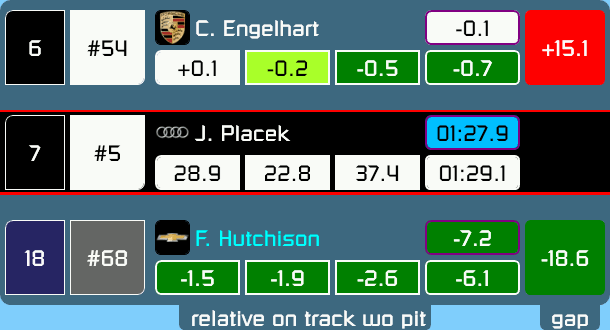 6 #54 C. Engelhart -0.1 +15.1
+0.1 -0.2 -0.5 -0.7
7 #5 J. Placek 01:27.9
28.9 22.8 37.4 01:29.1
18 #68 F. Hutchison -7.2 -18.6
-1.5 -1.9 -2.6 -6.1
relative on track wo pit gap